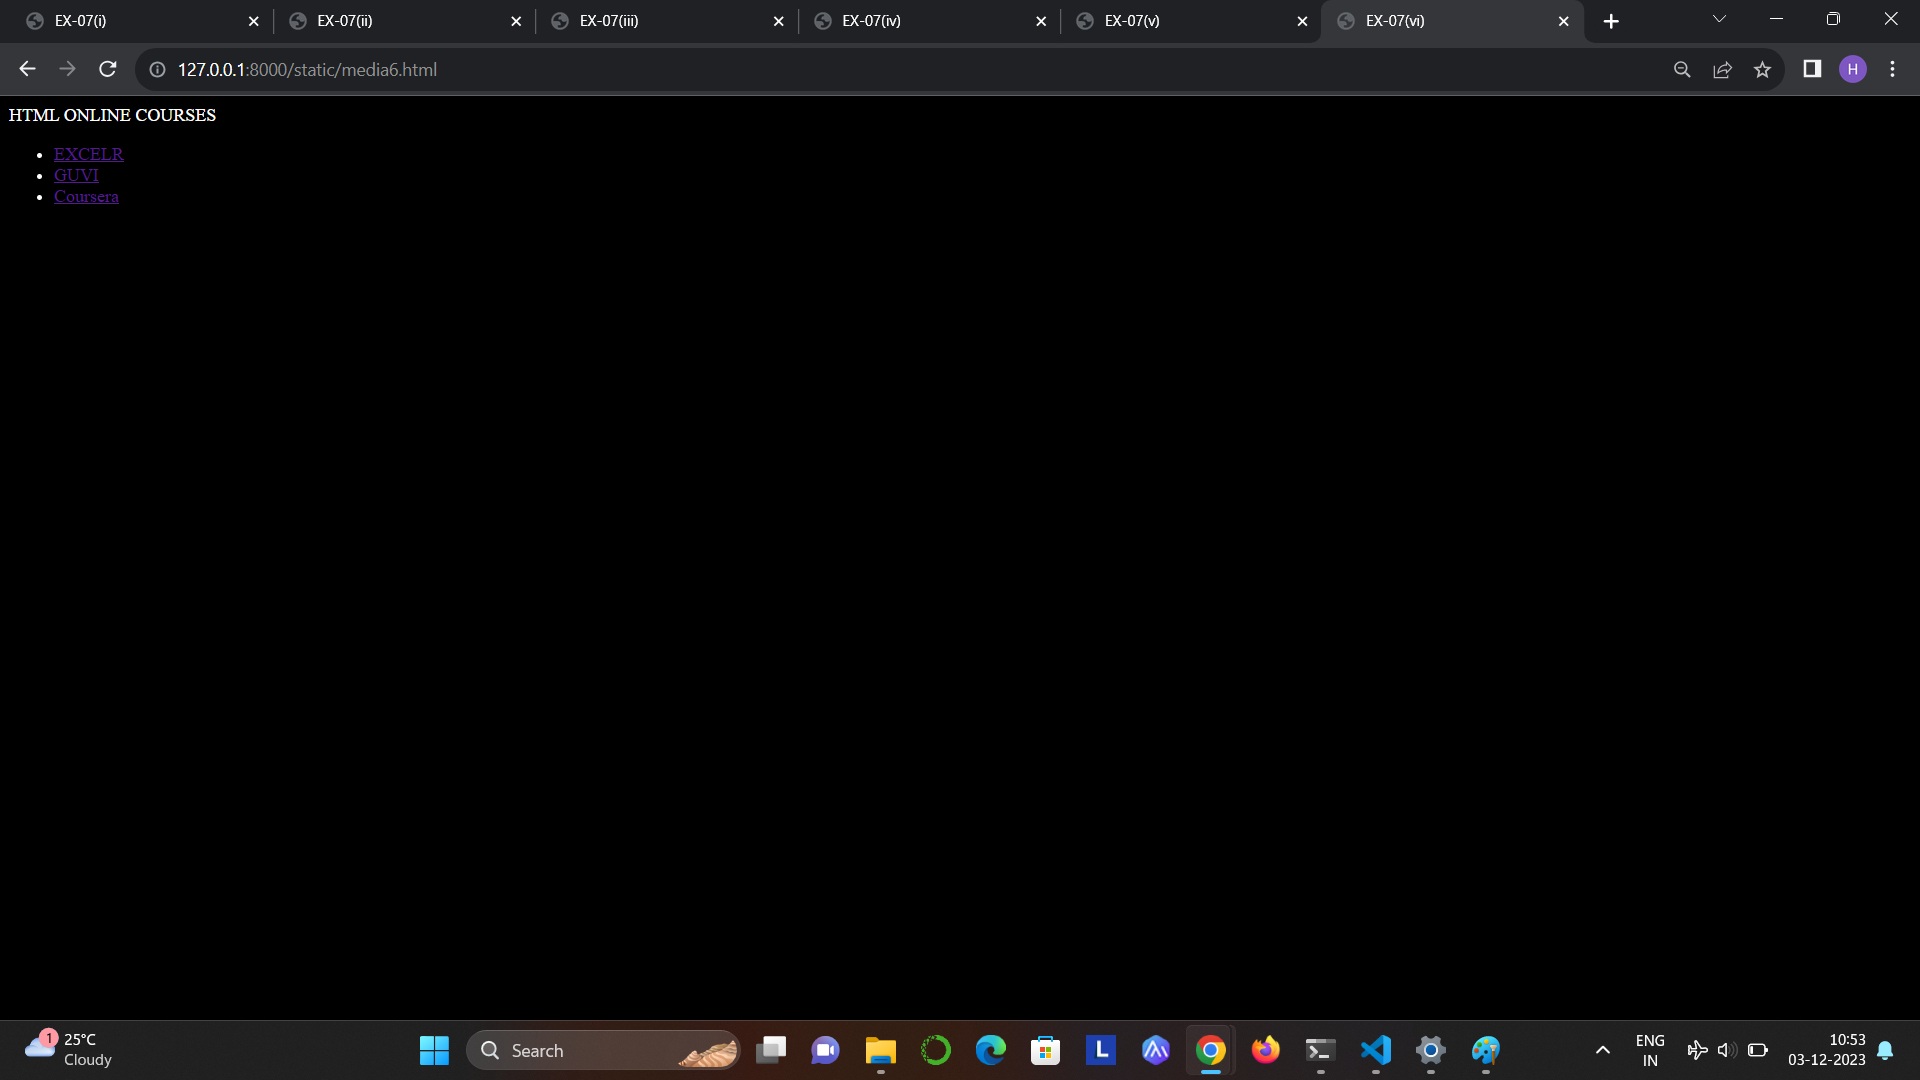 EX-07(i)
EX-07(ii)
EX-07(iii)
EX-07(iv)
EX-07(v)
EX-07(vi)
127.0.0.1:8000/static/media6.html
H
HTML ONLINE COURSES
EXCELR
GUVI
Coursera
1
25°C
Cloudy
Search
L
ENG
IN
10:53
03-12-2023